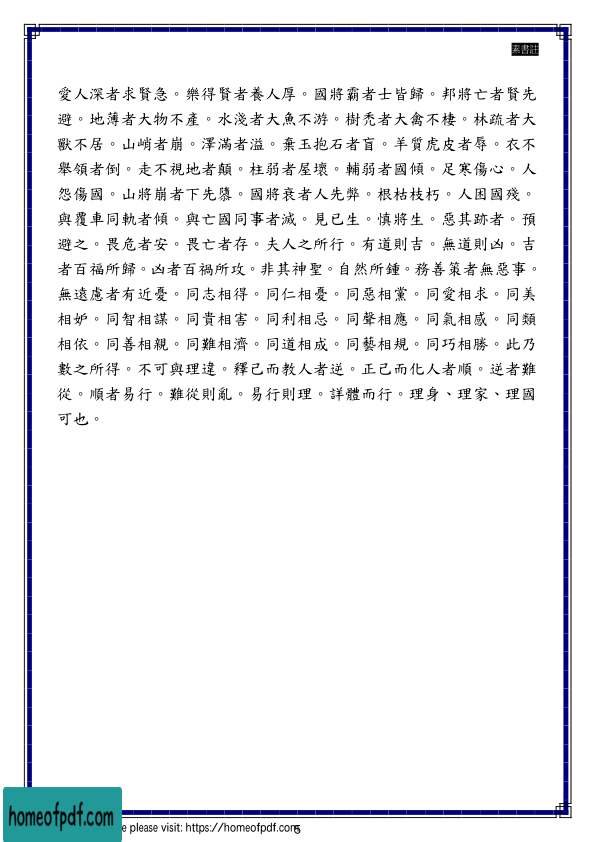 素書註
愛人深者求賢急。樂得賢者養人厚。國將霸者士皆歸。邦將亡者賢先
避。地薄者大物不產。水淺者大魚不游。樹禿者大禽不棲。林疏者大
獸不居。山峭者崩。澤滿者溢。棄玉抱石者盲。羊質虎皮者辱。衣不
舉領者倒。走不視地者顛。柱弱者屋壞。輔弱者國傾。足寒傷心。人
怨傷國。山將崩者下先隳。國將衰者人先弊。根枯枝朽。人困國殘。
與覆車同軌者傾。與亡國同事者滅。見已生。慎將生。惡其跡者。預
避之。畏危者安。畏亡者存。夫人之所行。有道則吉。無道則凶。吉
者百福所歸。凶者百禍所攻。非其神聖。自然所鍾。務善策者無惡事。
無遠慮者有近憂。同志相得。同仁相憂。同惡相黨。同愛相求。同美
相妒。同智相謀。同貴相害。同利相忌。同聲相應。同氣相感。同類
相依。同善相親。同難相濟。同道相成。同藝相規。同巧相勝。此乃
數之所得。不可與理違。釋己而教人者逆。正己而化人者順。逆者難
從。順者易行。難從則亂。易行則理。詳體而行。理身、理家、理國
可也。
homeofpdf.com
e please visit: https://homeofpdf.com
5